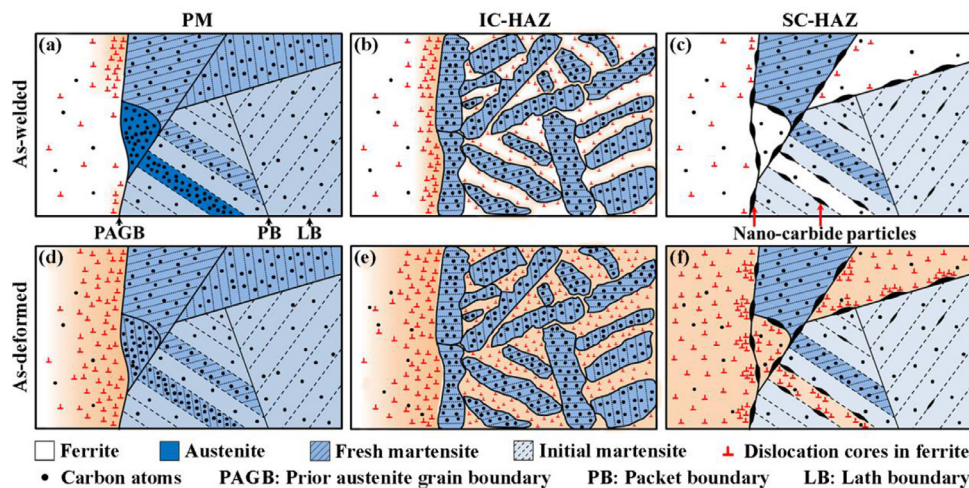 PM IC-HAZ SC-HAZ
As-welded
(a) (b) (c)
PAGB PB LB Nano-carbide particles
As-deformed
(d) (e) (f)
Ferrite Austenite Fresh martensite Initial martensite Dislocation cores in ferrite
Carbon atoms PAGB: Prior austenite grain boundary PB: Packet boundary LB: Lath boundary